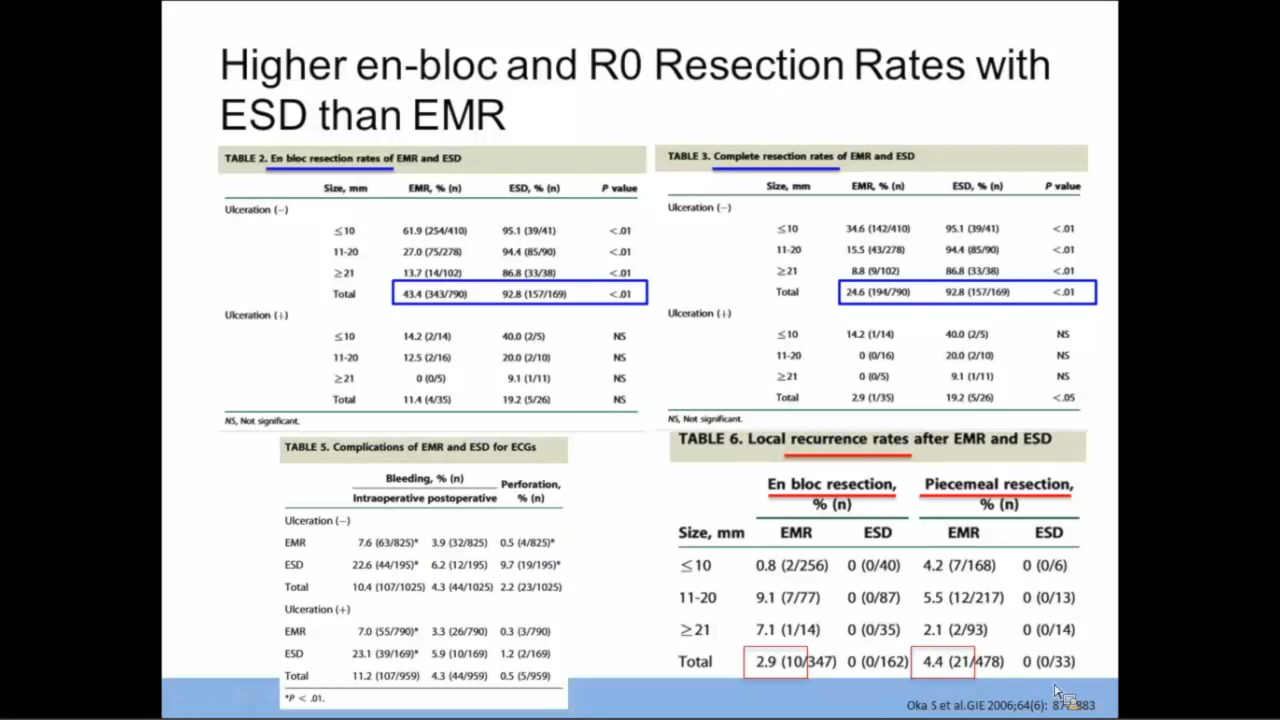 Higher en-bloc and R0 Resection Rates with
ESD than EMR
TABLE 2. En bloc resection rates of EMR and ESD
Size, mm EMR, % (n) ESD, % (n) P value
Ulceration (−)
≤10 61.9 (254/410) 95.1 (39/41) <.01
11-20 27.0 (75/278) 94.4 (85/90) <.01
≥21 13.7 (14/102) 86.8 (33/38) <.01
Total 43.4 (343/790) 92.8 (157/169) <.01
Ulceration (+)
≤10 14.2 (2/14) 40.0 (2/5) NS
11-20 12.5 (2/16) 20.0 (2/10) NS
≥21 0 (0/5) 9.1 (1/11) NS
Total 11.4 (4/35) 19.2 (5/26) NS
NS, Not significant.
TABLE 3. Complete resection rates of EMR and ESD
Size, mm EMR, % (n) ESD, % (n) P value
Ulceration (−)
≤10 34.6 (142/410) 95.1 (39/41) <.01
11-20 15.5 (43/278) 94.4 (85/90) <.01
≥21 8.8 (9/102) 86.8 (33/38) <.01
Total 24.6 (194/790) 92.8 (157/169) <.01
Ulceration (+)
≤10 14.2 (1/14) 40.0 (2/5) NS
11-20 0 (0/16) 20.0 (2/10) NS
≥21 0 (0/5) 9.1 (1/11) NS
Total 2.9 (1/35) 19.2 (5/26) <.05
NS, Not significant.
TABLE 5. Complications of EMR and ESD for ECGs
Bleeding, % (n) Perforation,
Intraoperative postoperative % (n)
Ulceration (−)
EMR 7.6 (63/825)* 3.9 (32/825) 0.5 (4/825)*
ESD 22.6 (44/195)* 6.2 (12/195) 9.7 (19/195)*
Total 10.4 (107/1025) 4.3 (44/1025) 2.2 (23/1025)
Ulceration (+)
EMR 7.0 (55/790)* 3.3 (26/790) 0.3 (3/790)
ESD 23.1 (39/169)* 5.9 (10/169) 1.2 (2/169)
Total 11.2 (107/959) 4.3 (44/959) 0.5 (5/959)
*P < .01.
TABLE 6. Local recurrence rates after EMR and ESD
En bloc resection, Piecemeal resection,
% (n) % (n)
Size, mm EMR ESD EMR ESD
≤10 0.8 (2/256) 0 (0/40) 4.2 (7/168) 0 (0/6)
11-20 9.1 (7/77) 0 (0/87) 5.5 (12/217) 0 (0/13)
≥21 7.1 (1/14) 0 (0/35) 2.1 (2/93) 0 (0/14)
Total 2.9 (10/347) 0 (0/162) 4.4 (21/478) 0 (0/33)
Oka S et al.GIE 2006;64(6):